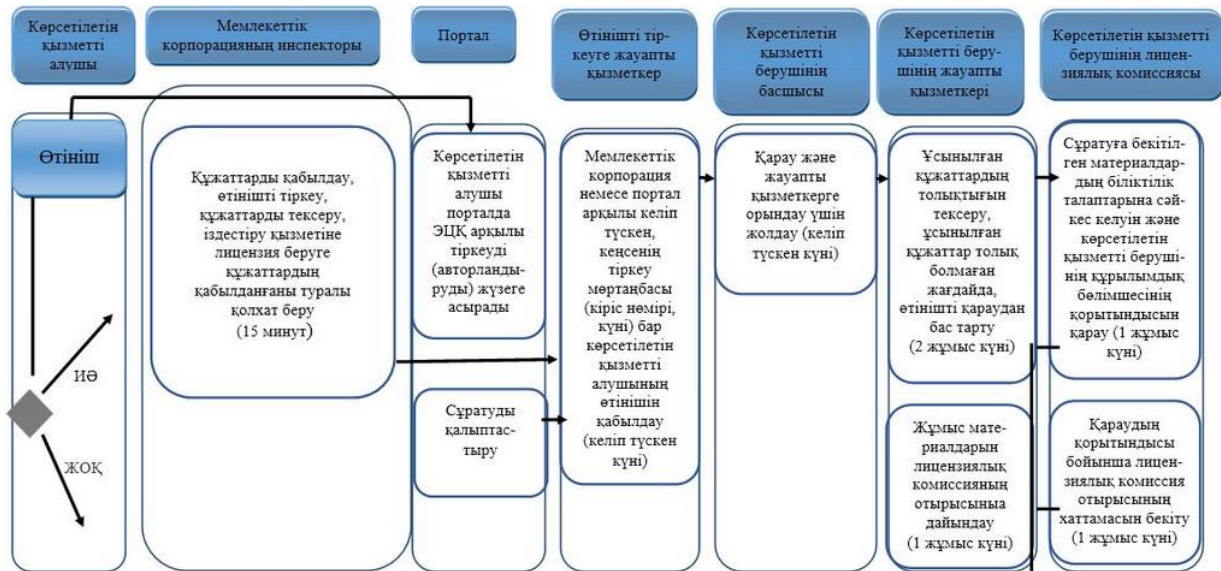 Көрсетілетін
қызметті
алушы
Мемлекеттік
корпорацияның инспекторы
Портал
Өтінішті тір-
кеуге жауапты
қызметкер
Көрсетілетін
қызметті
берушінің
басшысы
Көрсетілетін
қызметті беру-
шінің жауапты
қызметкері
Көрсетілетін қызметті
берушінің лицен-
зиялық комиссиясы
Өтініш
ИӘ
ЖОҚ
Құжаттарды қабылдау,
өтінішті тіркеу,
құжаттарды тексеру,
іздестіру қызметіне
лицензия беруге
құжаттардың
қабылданғаны туралы
қолхат беру
(15 минут)
Көрсетілетін
қызметті
алушы
порталда
ЭЦҚ арқылы
тіркеуді
(авторланды-
руды) жүзеге
асырады
Сұратуды
қалыптас-
тыру
Мемлекеттік
корпорация
немесе портал
арқылы келіп
түскен,
кеңсенің
тіркеу
мөртаңбасы
(кіріс нөмірі,
күні) бар
көрсетілетін
қызметті
алушының
өтінішін
қабылдау
(келіп түскен
күні)
Қарау және
жауапты
қызметкерге
орындау үшін
жолдау (келіп
түскен күні)
Ұсынылған
құжаттардың
толықтығын
тексеру,
ұсынылған
құжаттар толық
болмаған
жағдайда,
өтінішті қараудан
бас тарту
(2 жұмыс күні)
Жұмыс мате-
риалдарын
лицензиялық
комиссияның
отырысыныа
дайындау
(1 жұмыс күні)
Сұратуға бекітіл-
ген материалдар-
дың біліктілік
талаптарына сәй-
кес келуін және
көрсетілетін
қызметті беруші-
нің құрылымдық
бөлімшесінің
қорытындысын
қарау (1 жұмыс
күні)
Қараудың
қорытындысы
бойынша лицен-
зиялық комиссия
отырысының
хаттамасын бекіту
(1 жұмыс күні)